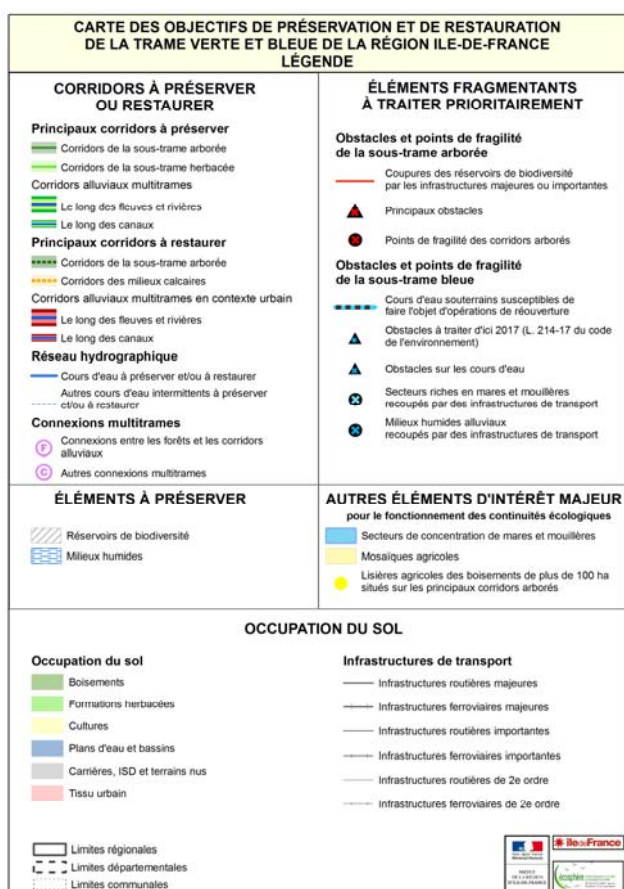 CARTE DES OBJECTIFS DE PRÉSERVATION ET DE RESTAURATION
DE LA TRAME VERTE ET BLEUE DE LA RÉGION ILE-DE-FRANCE
LÉGENDE
CORRIDORS À PRÉSERVER
OU RESTAURER
Principaux corridors à préserver
Corridors de la sous-trame arborée
Corridors de la sous-trame herbacée
Corridors alluviaux multitrames
Le long des fleuves et rivières
Le long des canaux
Principaux corridors à restaurer
Corridors de la sous-trame arborée
Corridors des milieux calcaires
Corridors alluviaux multitrames en contexte urbain
Le long des fleuves et rivières
Le long des canaux
Réseau hydrographique
Cours d'eau à préserver et/ou à restaurer
Autres cours d'eau intermittents à préserver
et/ou à restaurer
Connexions multitrames
F
Connexions entre les forêts et les corridors
alluviaux
C
Autres connexions multitrames
ÉLÉMENTS FRAGMENTANTS
À TRAITER PRIORITAIREMENT
Obstacles et points de fragilité
de la sous-trame arborée
Coupures des réservoirs de biodiversité
par les infrastructures majeures ou importantes
Principaux obstacles
Points de fragilité des corridors arborés
Obstacles et points de fragilité
de la sous-trame bleue
Cours d'eau souterrains susceptibles de
faire l'objet d'opérations de réouverture
Obstacles à traiter d'ici 2017 (L. 214-17 du code
de l'environnement)
Obstacles sur les cours d'eau
Secteurs riches en mares et mouillères
recoupés par des infrastructures de transport
Milieux humides alluviaux
recoupés par des infrastructures de transport
ÉLÉMENTS À PRÉSERVER
Réservoirs de biodiversité
Milieux humides
AUTRES ÉLÉMENTS D'INTÉRÊT MAJEUR
pour le fonctionnement des continuités écologiques
Secteurs de concentration de mares et mouillères
Mosaïques agricoles
Lisières agricoles des boisements de plus de 100 ha
situés sur les principaux corridors arborés
OCCUPATION DU SOL
Occupation du sol
Boisements
Formations herbacées
Cultures
Plans d'eau et bassins
Carrières, ISD et terrains nus
Tissu urbain
Infrastructures de transport
Infrastructures routières majeures
Infrastructures ferroviaires majeures
Infrastructures routières importantes
Infrastructures ferroviaires importantes
Infrastructures routières de 2e ordre
Infrastructures ferroviaires de 2e ordre
Limites régionales
Limites départementales
Limites communales
île de France
écosphère